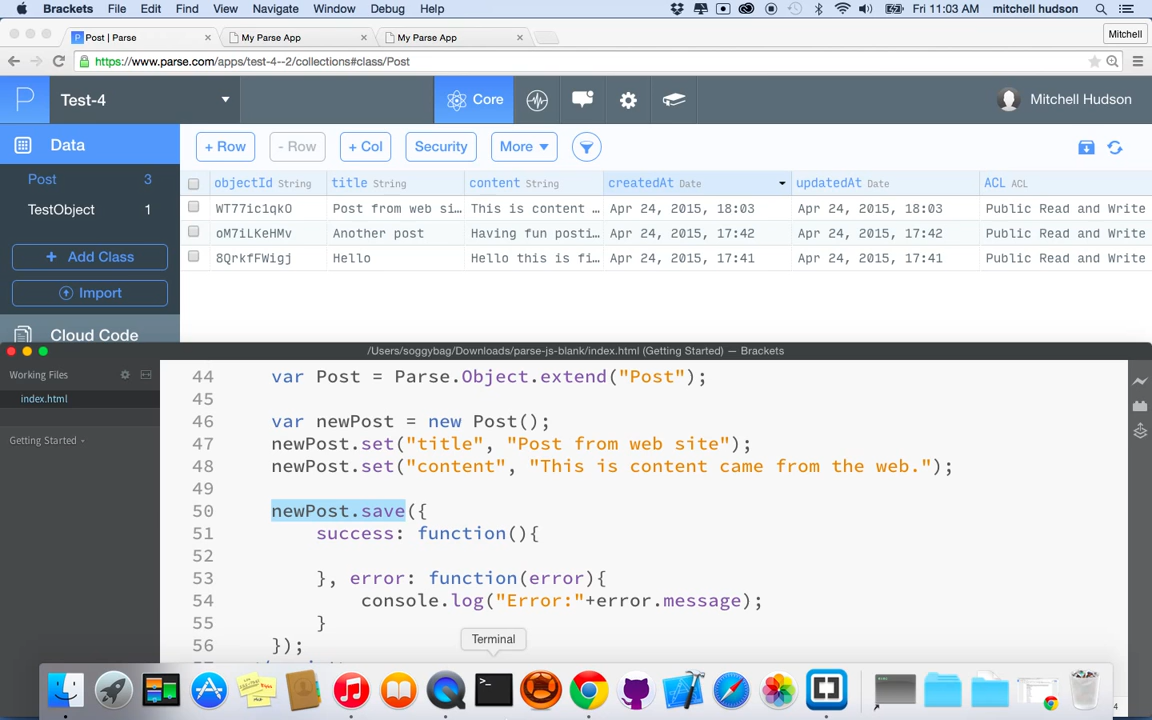 Brackets File Edit Find View Navigate Window Debug Help Fri 11:03 AM mitchell hudson
Post | Parse My Parse App My Parse App Mitchell
https://www.parse.com/apps/test-4--2/collections#class/Post
Test-4 Core Mitchell Hudson
Data + Row - Row + Col Security More
Post 3
objectId String title String content String createdAt Date updatedAt Date ACL ACL
TestObject 1
WT77ic1qkO Post from web si… This is content … Apr 24, 2015, 18:03 Apr 24, 2015, 18:03 Public Read and Write
oM7iLKeHMv Another post Having fun posti… Apr 24, 2015, 17:42 Apr 24, 2015, 17:42 Public Read and Write
8QrkfFWigj Hello Hello this is fi… Apr 24, 2015, 17:41 Apr 24, 2015, 17:41 Public Read and Write
+ Add Class
Import
Cloud Code
/Users/soggybag/Downloads/parse-js-blank/index.html (Getting Started) — Brackets
Working Files
index.html
Getting Started
44 var Post = Parse.Object.extend("Post");
45
46 var newPost = new Post();
47 newPost.set("title", "Post from web site");
48 newPost.set("content", "This is content came from the web.");
49
50 newPost.save({
51 success: function(){
52
53 }, error: function(error){
54 console.log("Error:"+error.message);
55 }
56 });
Terminal